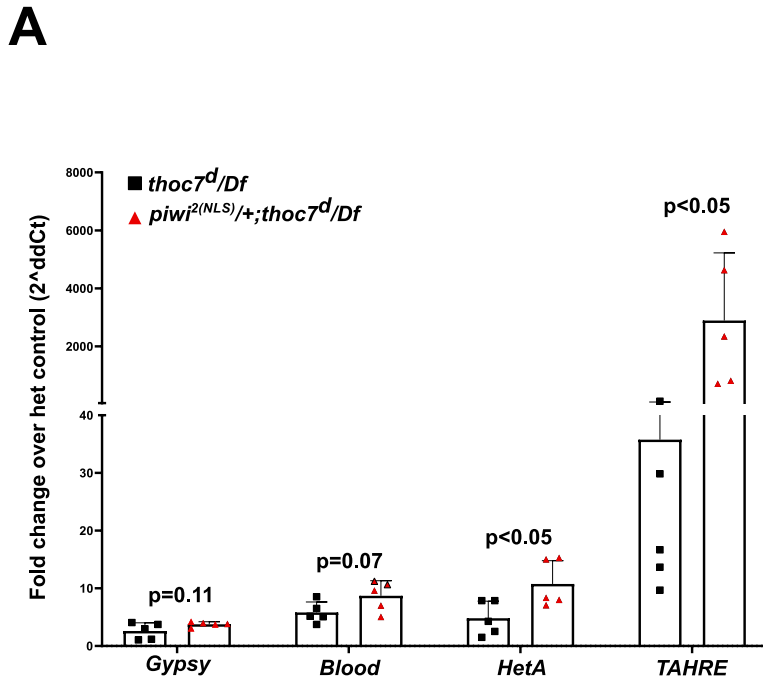 A
8000
6000
4000
2000
40
30
20
10
0
Fold change over het control (2^ddCt)
thoc7d/Df
piwi2(NLS)/+;thoc7d/Df
p=0.11
p=0.07
p<0.05
p<0.05
Gypsy
Blood
HetA
TAHRE